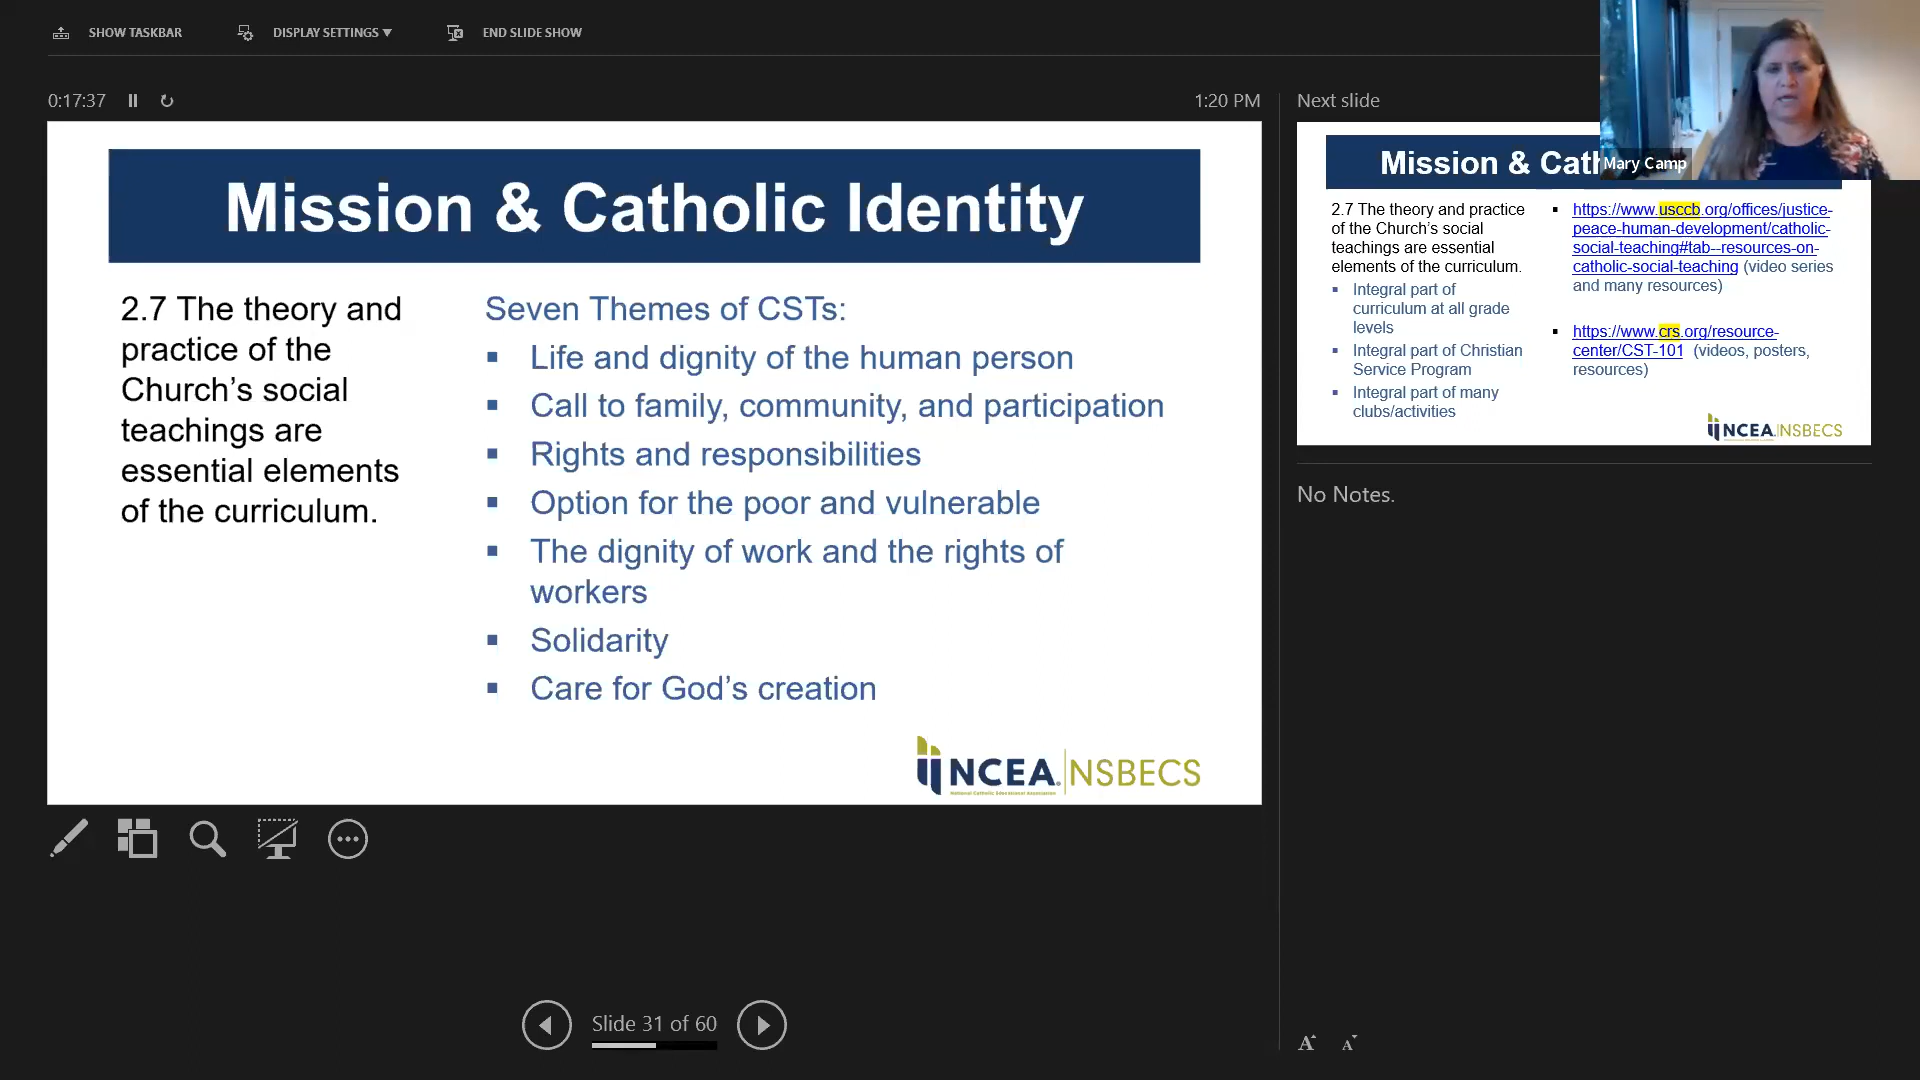 SHOW TASKBAR
DISPLAY SETTINGS ▼
END SLIDE SHOW
0:17:37
1:20 PM
Mission & Catholic Identity
2.7 The theory and
practice of the
Church’s social
teachings are
essential elements
of the curriculum.
Seven Themes of CSTs:
▪ Life and dignity of the human person
▪ Call to family, community, and participation
▪ Rights and responsibilities
▪ Option for the poor and vulnerable
▪ The dignity of work and the rights of
workers
▪ Solidarity
▪ Care for God’s creation
NCEA. NSBECS
National Catholic Educational Association
Slide 31 of 60
Next slide
Mary Camp
Mission & Cath
2.7 The theory and practice
of the Church’s social
teachings are essential
elements of the curriculum.
▪ Integral part of
curriculum at all grade
levels
▪ Integral part of Christian
Service Program
▪ Integral part of many
clubs/activities
▪ https://www.usccb.org/offices/justice-
peace-human-development/catholic-
social-teaching#tab--resources-on-
catholic-social-teaching (video series
and many resources)
▪ https://www.crs.org/resource-
center/CST-101 (videos, posters,
resources)
NCEA NSBECS
No Notes.
A A